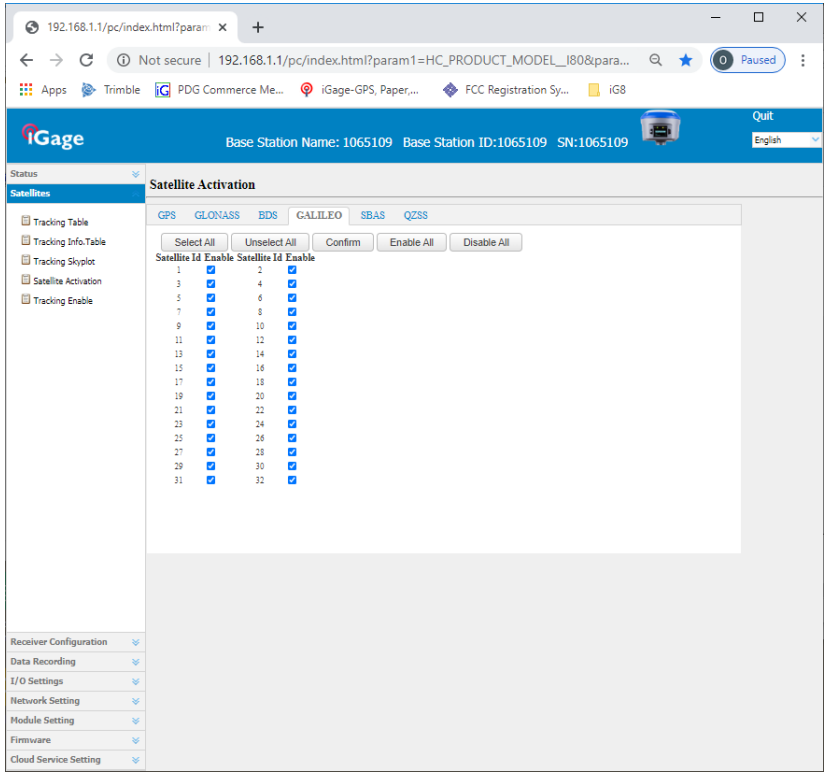 192.168.1.1/pc/index.html?param
Not secure | 192.168.1.1/pc/index.html?param1=HC_PRODUCT_MODEL__I80&para...
O Paused
Apps Trimble iG PDG Commerce Me... iGage-GPS, Paper,... FCC Registration Sy... iG8
iGage
Base Station Name: 1065109 Base Station ID:1065109 SN:1065109
Quit
English
Status
Satellites
Tracking Table
Tracking Info.Table
Tracking Skyplot
Satellite Activation
Tracking Enable
Receiver Configuration
Data Recording
I/O Settings
Network Setting
Module Setting
Firmware
Cloud Service Setting
Satellite Activation
GPS GLONASS BDS GALILEO SBAS QZSS
Select All Unselect All Confirm Enable All Disable All
Satellite Id Enable Satellite Id Enable
1 2
3 4
5 6
7 8
9 10
11 12
13 14
15 16
17 18
19 20
21 22
23 24
25 26
27 28
29 30
31 32